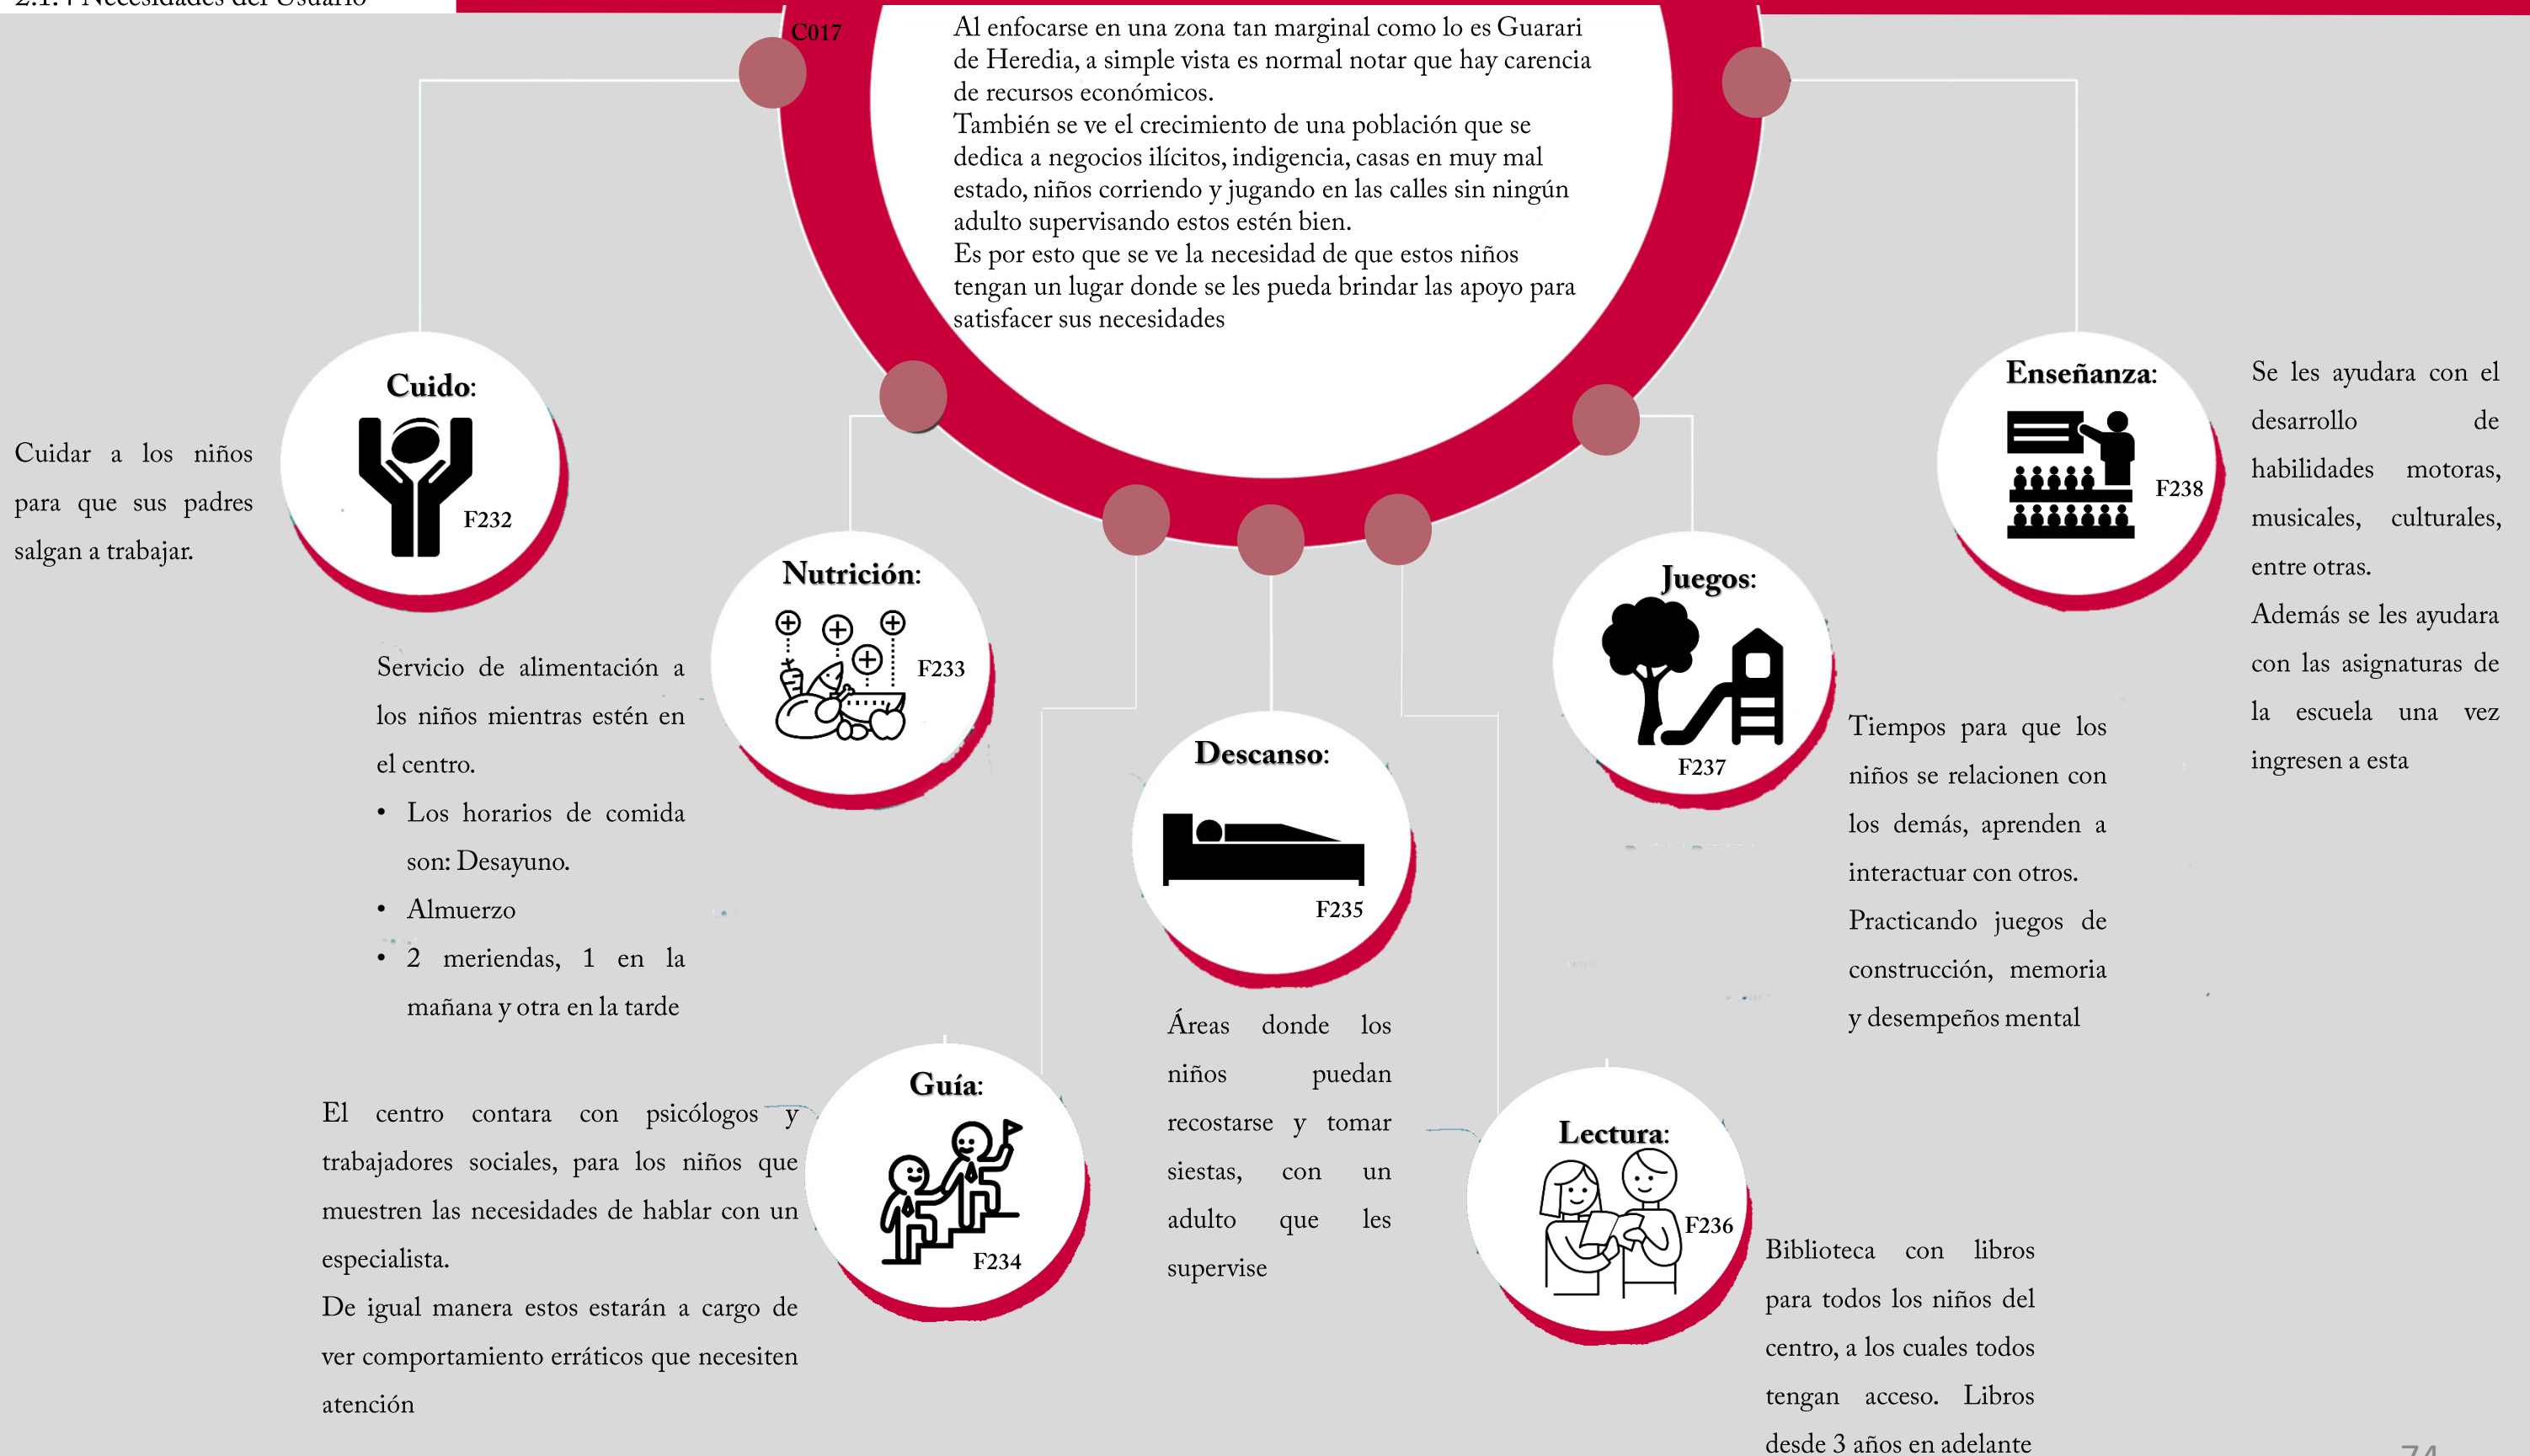 2.1.4 Necesidades del Usuario
C017
Al enfocarse en una zona tan marginal como lo es Guarari
de Heredia, a simple vista es normal notar que hay carencia
de recursos económicos.
También se ve el crecimiento de una población que se
dedica a negocios ilícitos, indigencia, casas en muy mal
estado, niños corriendo y jugando en las calles sin ningún
adulto supervisando estos estén bien.
Es por esto que se ve la necesidad de que estos niños
tengan un lugar donde se les pueda brindar las apoyo para
satisfacer sus necesidades
Cuido:
F232
Cuidar a los niños
para que sus padres
salgan a trabajar.
Nutrición:
F233
Servicio de alimentación a
los niños mientras estén en
el centro.
• Los horarios de comida
son: Desayuno.
• Almuerzo
• 2 meriendas, 1 en la
mañana y otra en la tarde
Guía:
F234
El centro contara con psicólogos y
trabajadores sociales, para los niños que
muestren las necesidades de hablar con un
especialista.
De igual manera estos estarán a cargo de
ver comportamiento erráticos que necesiten
atención
Descanso:
F235
Áreas donde los
niños puedan
recostarse y tomar
siestas, con un
adulto que les
supervise
Lectura:
F236
Biblioteca con libros
para todos los niños del
centro, a los cuales todos
tengan acceso. Libros
desde 3 años en adelante
Juegos:
F237
Tiempos para que los
niños se relacionen con
los demás, aprenden a
interactuar con otros.
Practicando juegos de
construcción, memoria
y desempeños mental
Enseñanza:
F238
Se les ayudara con el
desarrollo de
habilidades motoras,
musicales, culturales,
entre otras.
Además se les ayudara
con las asignaturas de
la escuela una vez
ingresen a esta
74